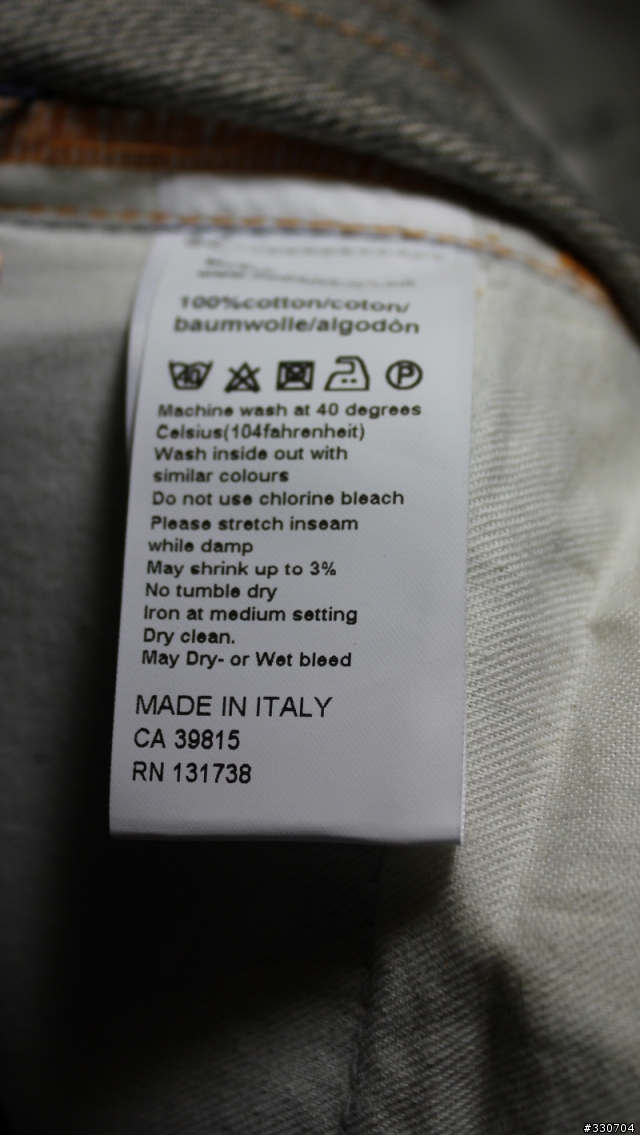 100%cotton/coton/
baumwolle/algodón
40 P
Machine wash at 40 degrees
Celsius(104fahrenheit)
Wash inside out with
similar colours
Do not use chlorine bleach
Please stretch inseam
while damp
May shrink up to 3%
No tumble dry
Iron at medium setting
Dry clean.
May Dry- or Wet bleed
MADE IN ITALY
CA 39815
RN 131738
#330704